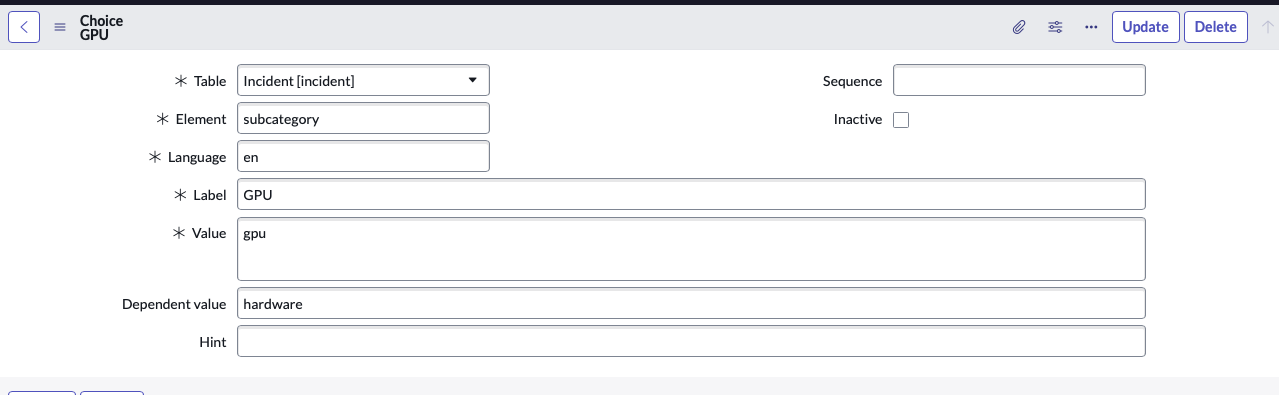 Choice
GPU
Update
Delete
* Table
Incident [incident]
Sequence
* Element
subcategory
Inactive
* Language
en
* Label
GPU
* Value
gpu
Dependent value
hardware
Hint